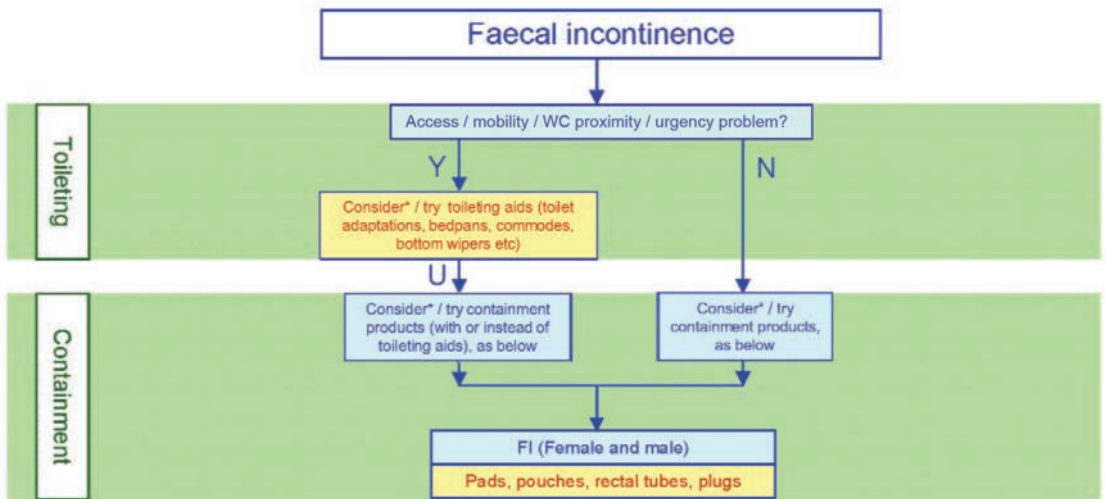 Faecal incontinence
Toileting
Access / mobility / WC proximity / urgency problem?
Y
N
Consider* / try toileting aids (toilet
adaptations, bedpans, commodes,
bottom wipers etc)
U
Containment
Consider* / try containment
products (with or instead of
toileting aids), as below
Consider* / try
containment products,
as below
FI (Female and male)
Pads, pouches, rectal tubes, plugs